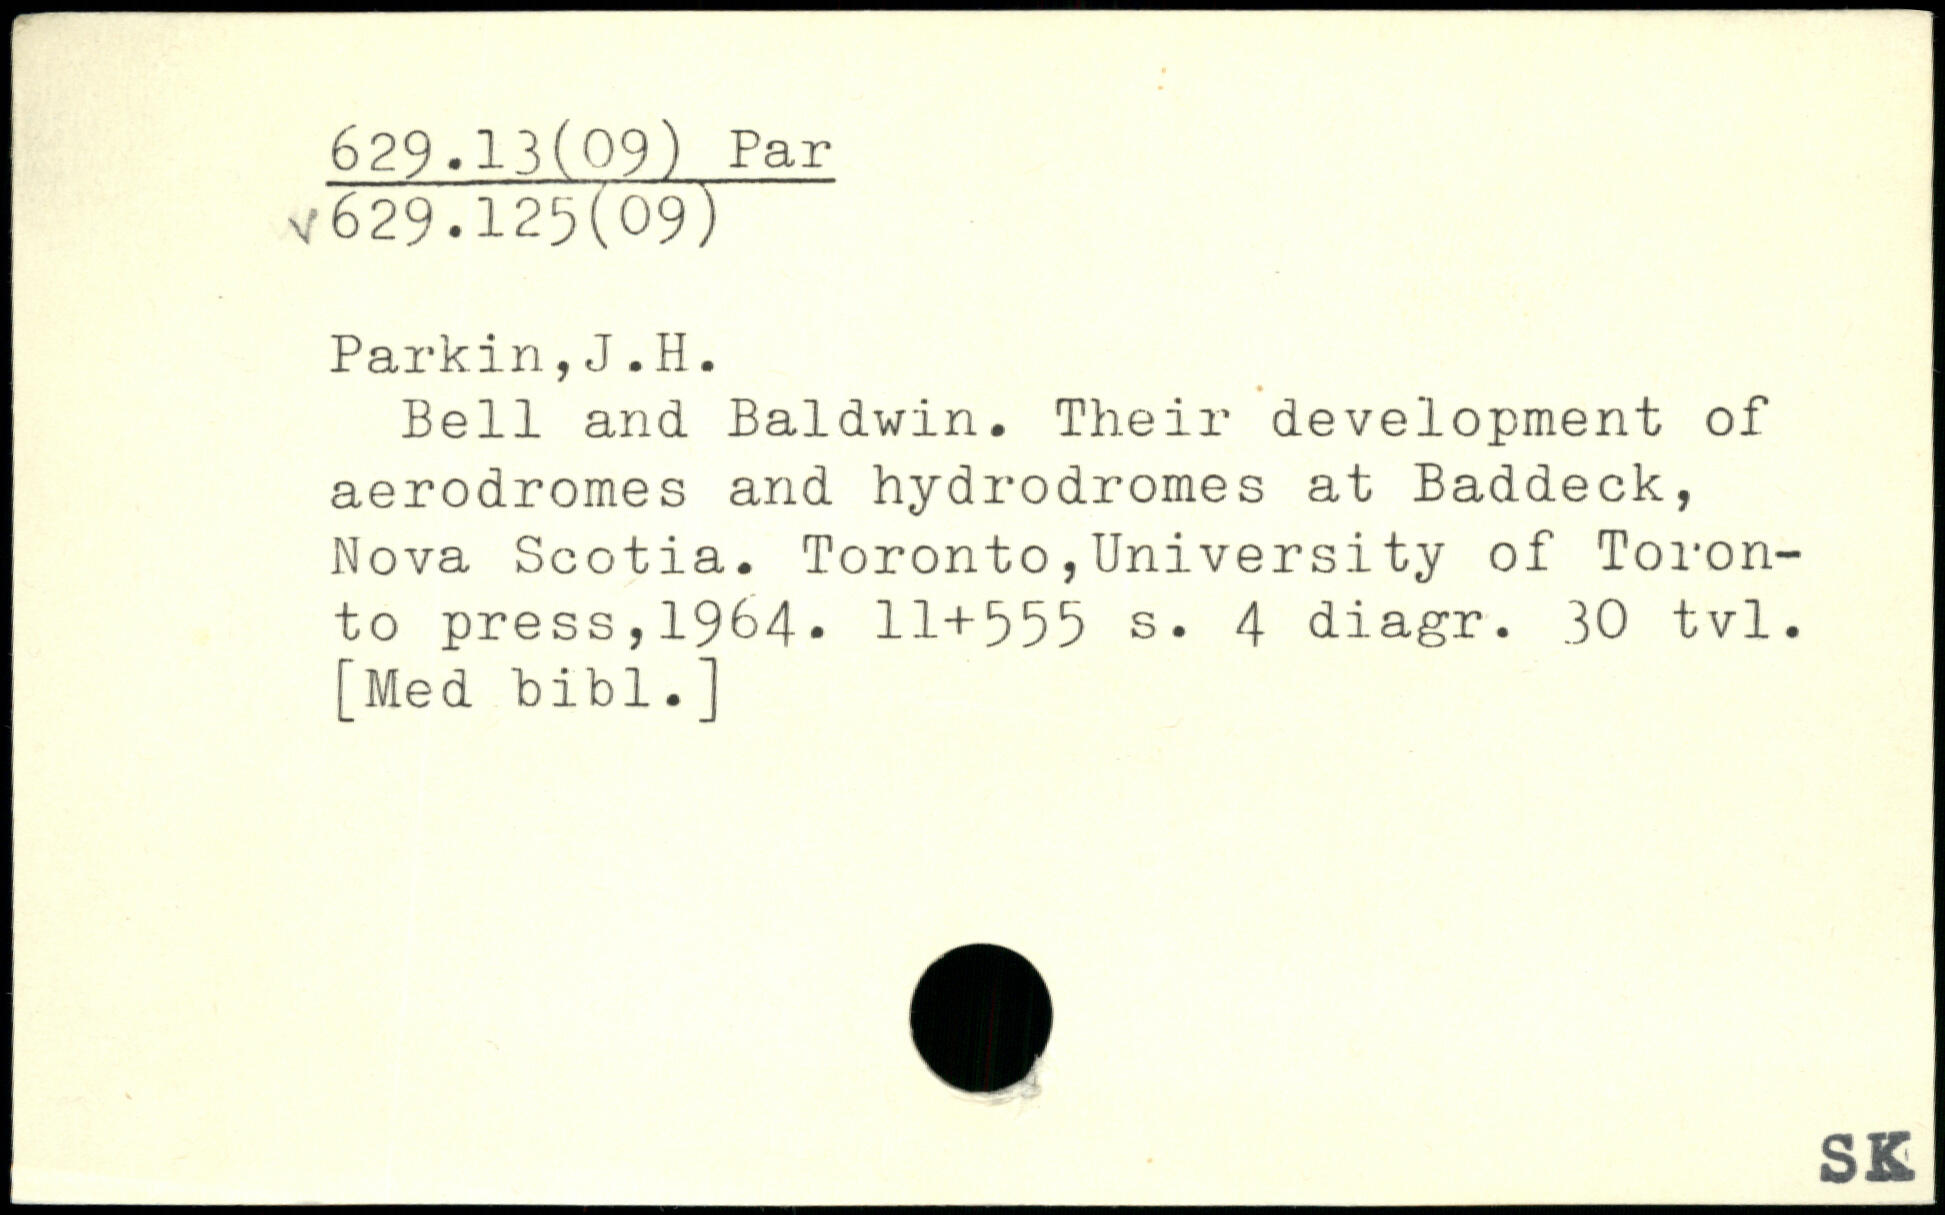 629.13(09) Par
√629.125(09)
Parkin,J.H.
Bell and Baldwin. Their development of
aerodromes and hydrodromes at Baddeck,
Nova Scotia. Toronto,University of Toron-
to press,1964. 11+555 s. 4 diagr. 30 tvl.
[Med bibl.]
SK